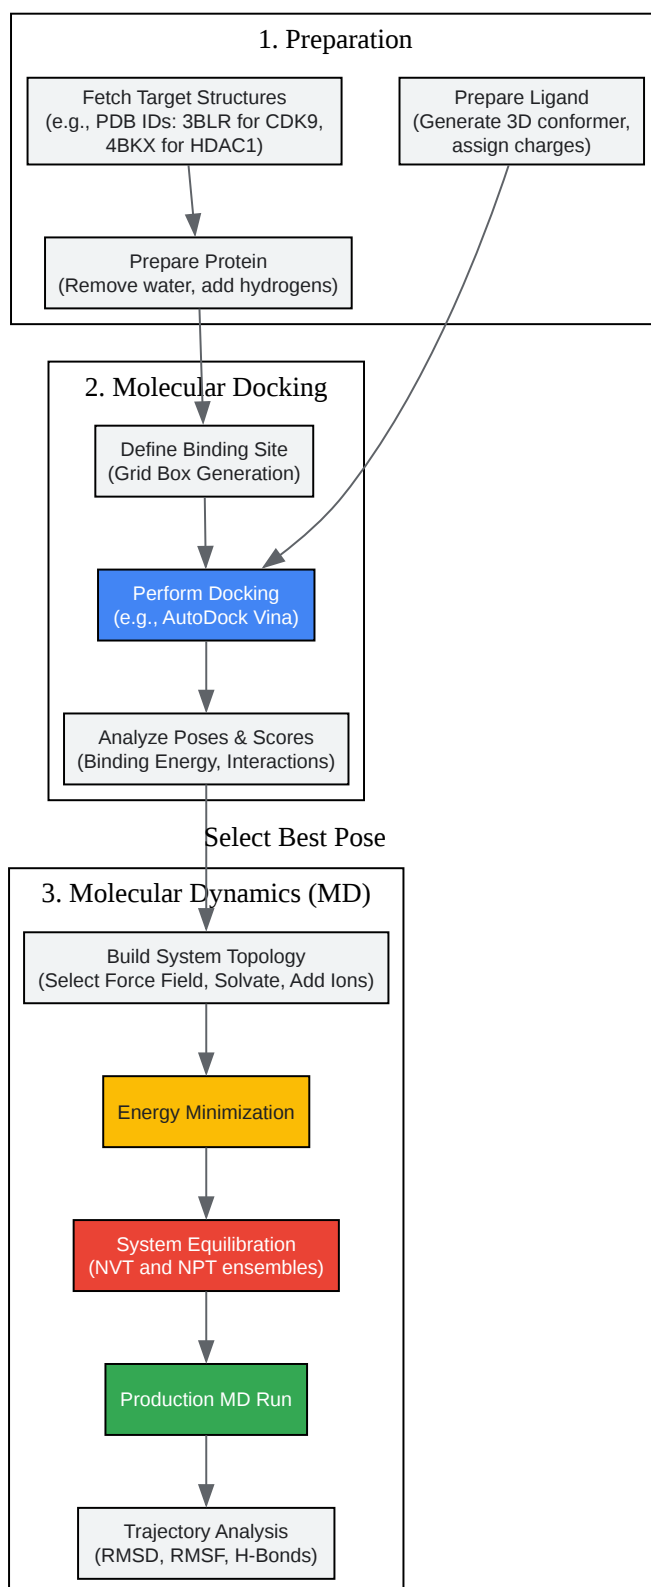 1. Preparation
Fetch Target Structures
(e.g., PDB IDs: 3BLR for CDK9,
4BKX for HDAC1)
Prepare Ligand
(Generate 3D conformer,
assign charges)
Prepare Protein
(Remove water, add hydrogens)
2. Molecular Docking
Define Binding Site
(Grid Box Generation)
Perform Docking
(e.g., AutoDock Vina)
Analyze Poses & Scores
(Binding Energy, Interactions)
Select Best Pose
3. Molecular Dynamics (MD)
Build System Topology
(Select Force Field, Solvate, Add Ions)
Energy Minimization
System Equilibration
(NVT and NPT ensembles)
Production MD Run
Trajectory Analysis
(RMSD, RMSF, H-Bonds)